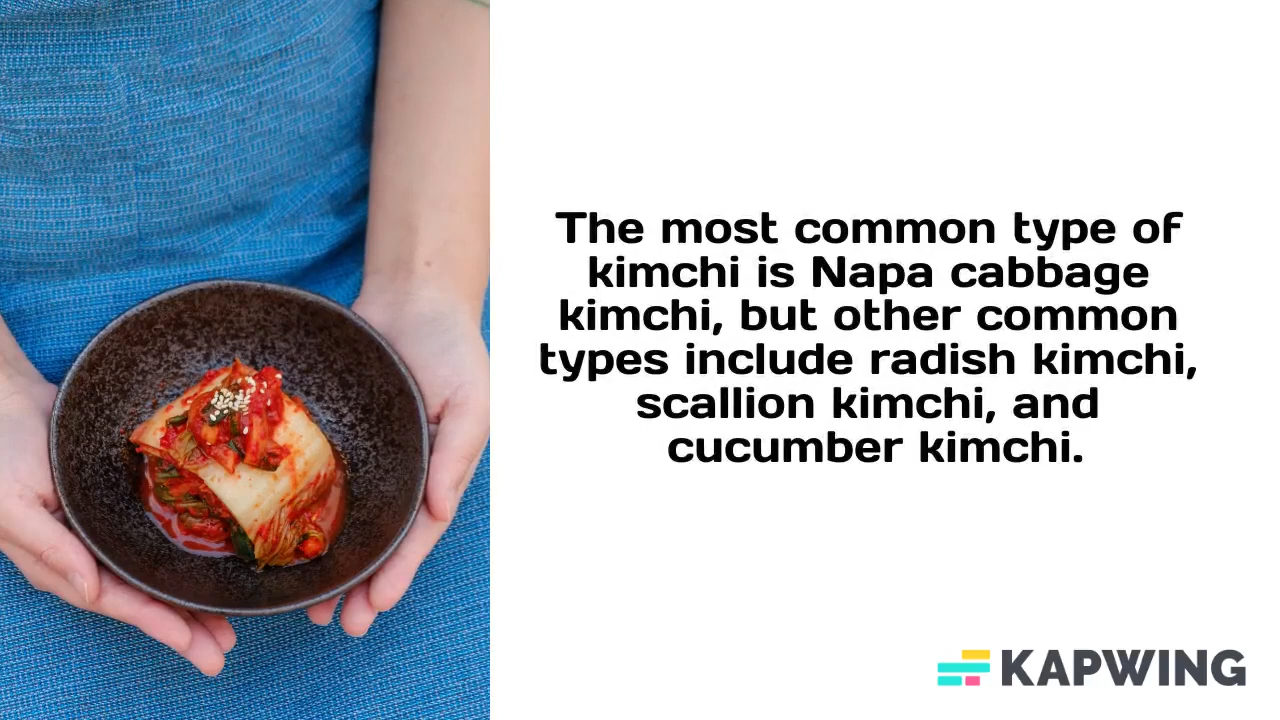 The most common type of
kimchi is Napa cabbage
kimchi, but other common
types include radish kimchi,
scallion kimchi, and
cucumber kimchi.
KAPWING